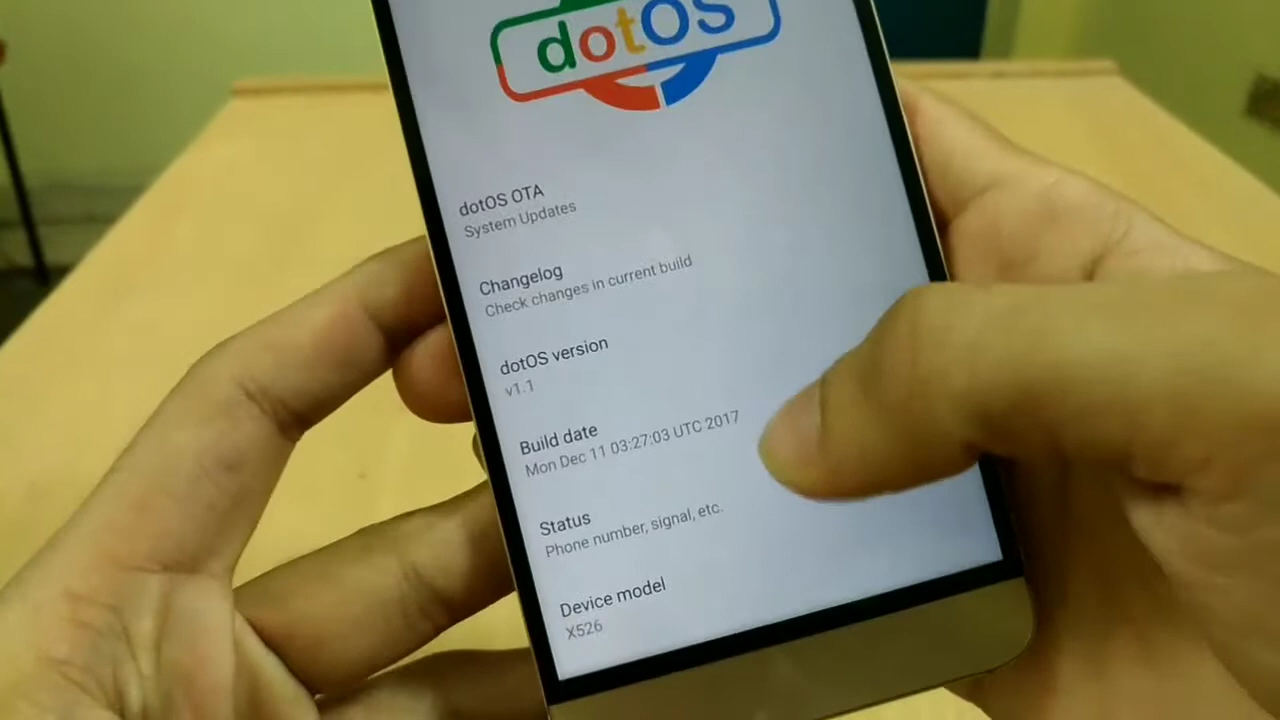 dotOS
dotOS OTA
System Updates
Changelog
Check changes in current build
dotOS version
v1.1
Build date
Mon Dec 11 03:27:03 UTC 2017
Status
Phone number, signal, etc.
Device model
X526